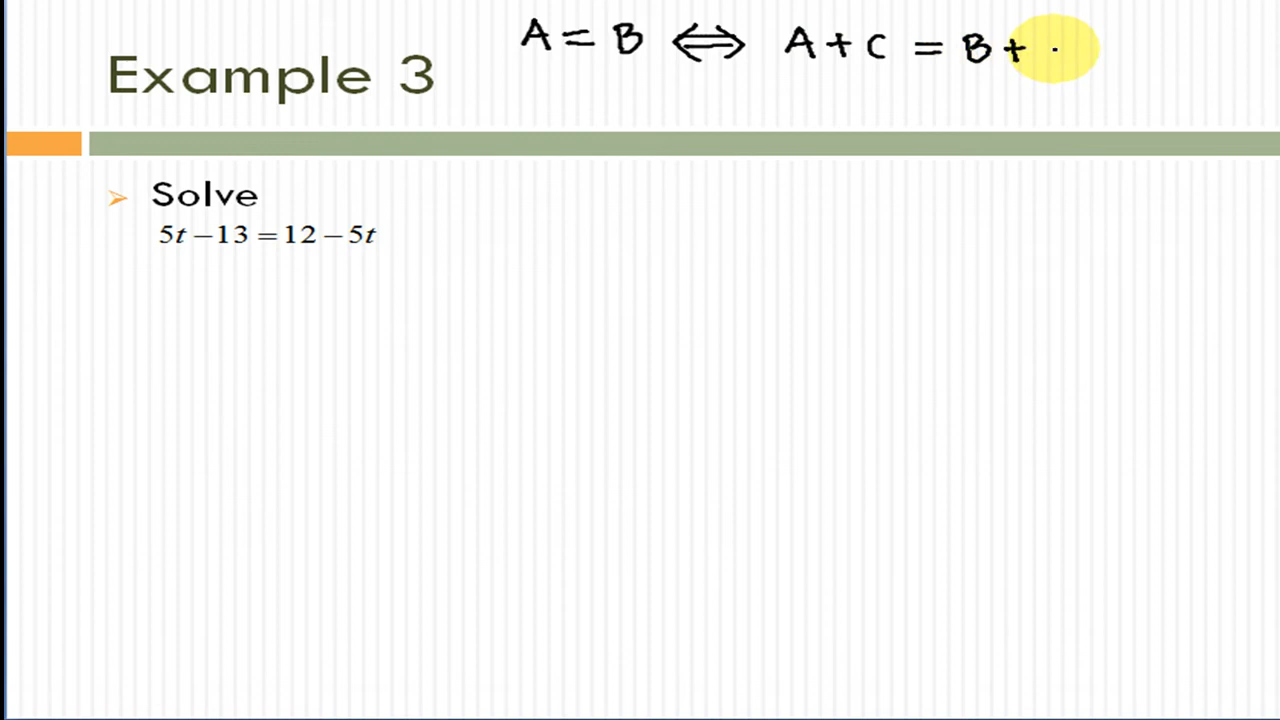 A = B ⟺ A + C = B +
Example 3
Solve
5t − 13 = 12 − 5t